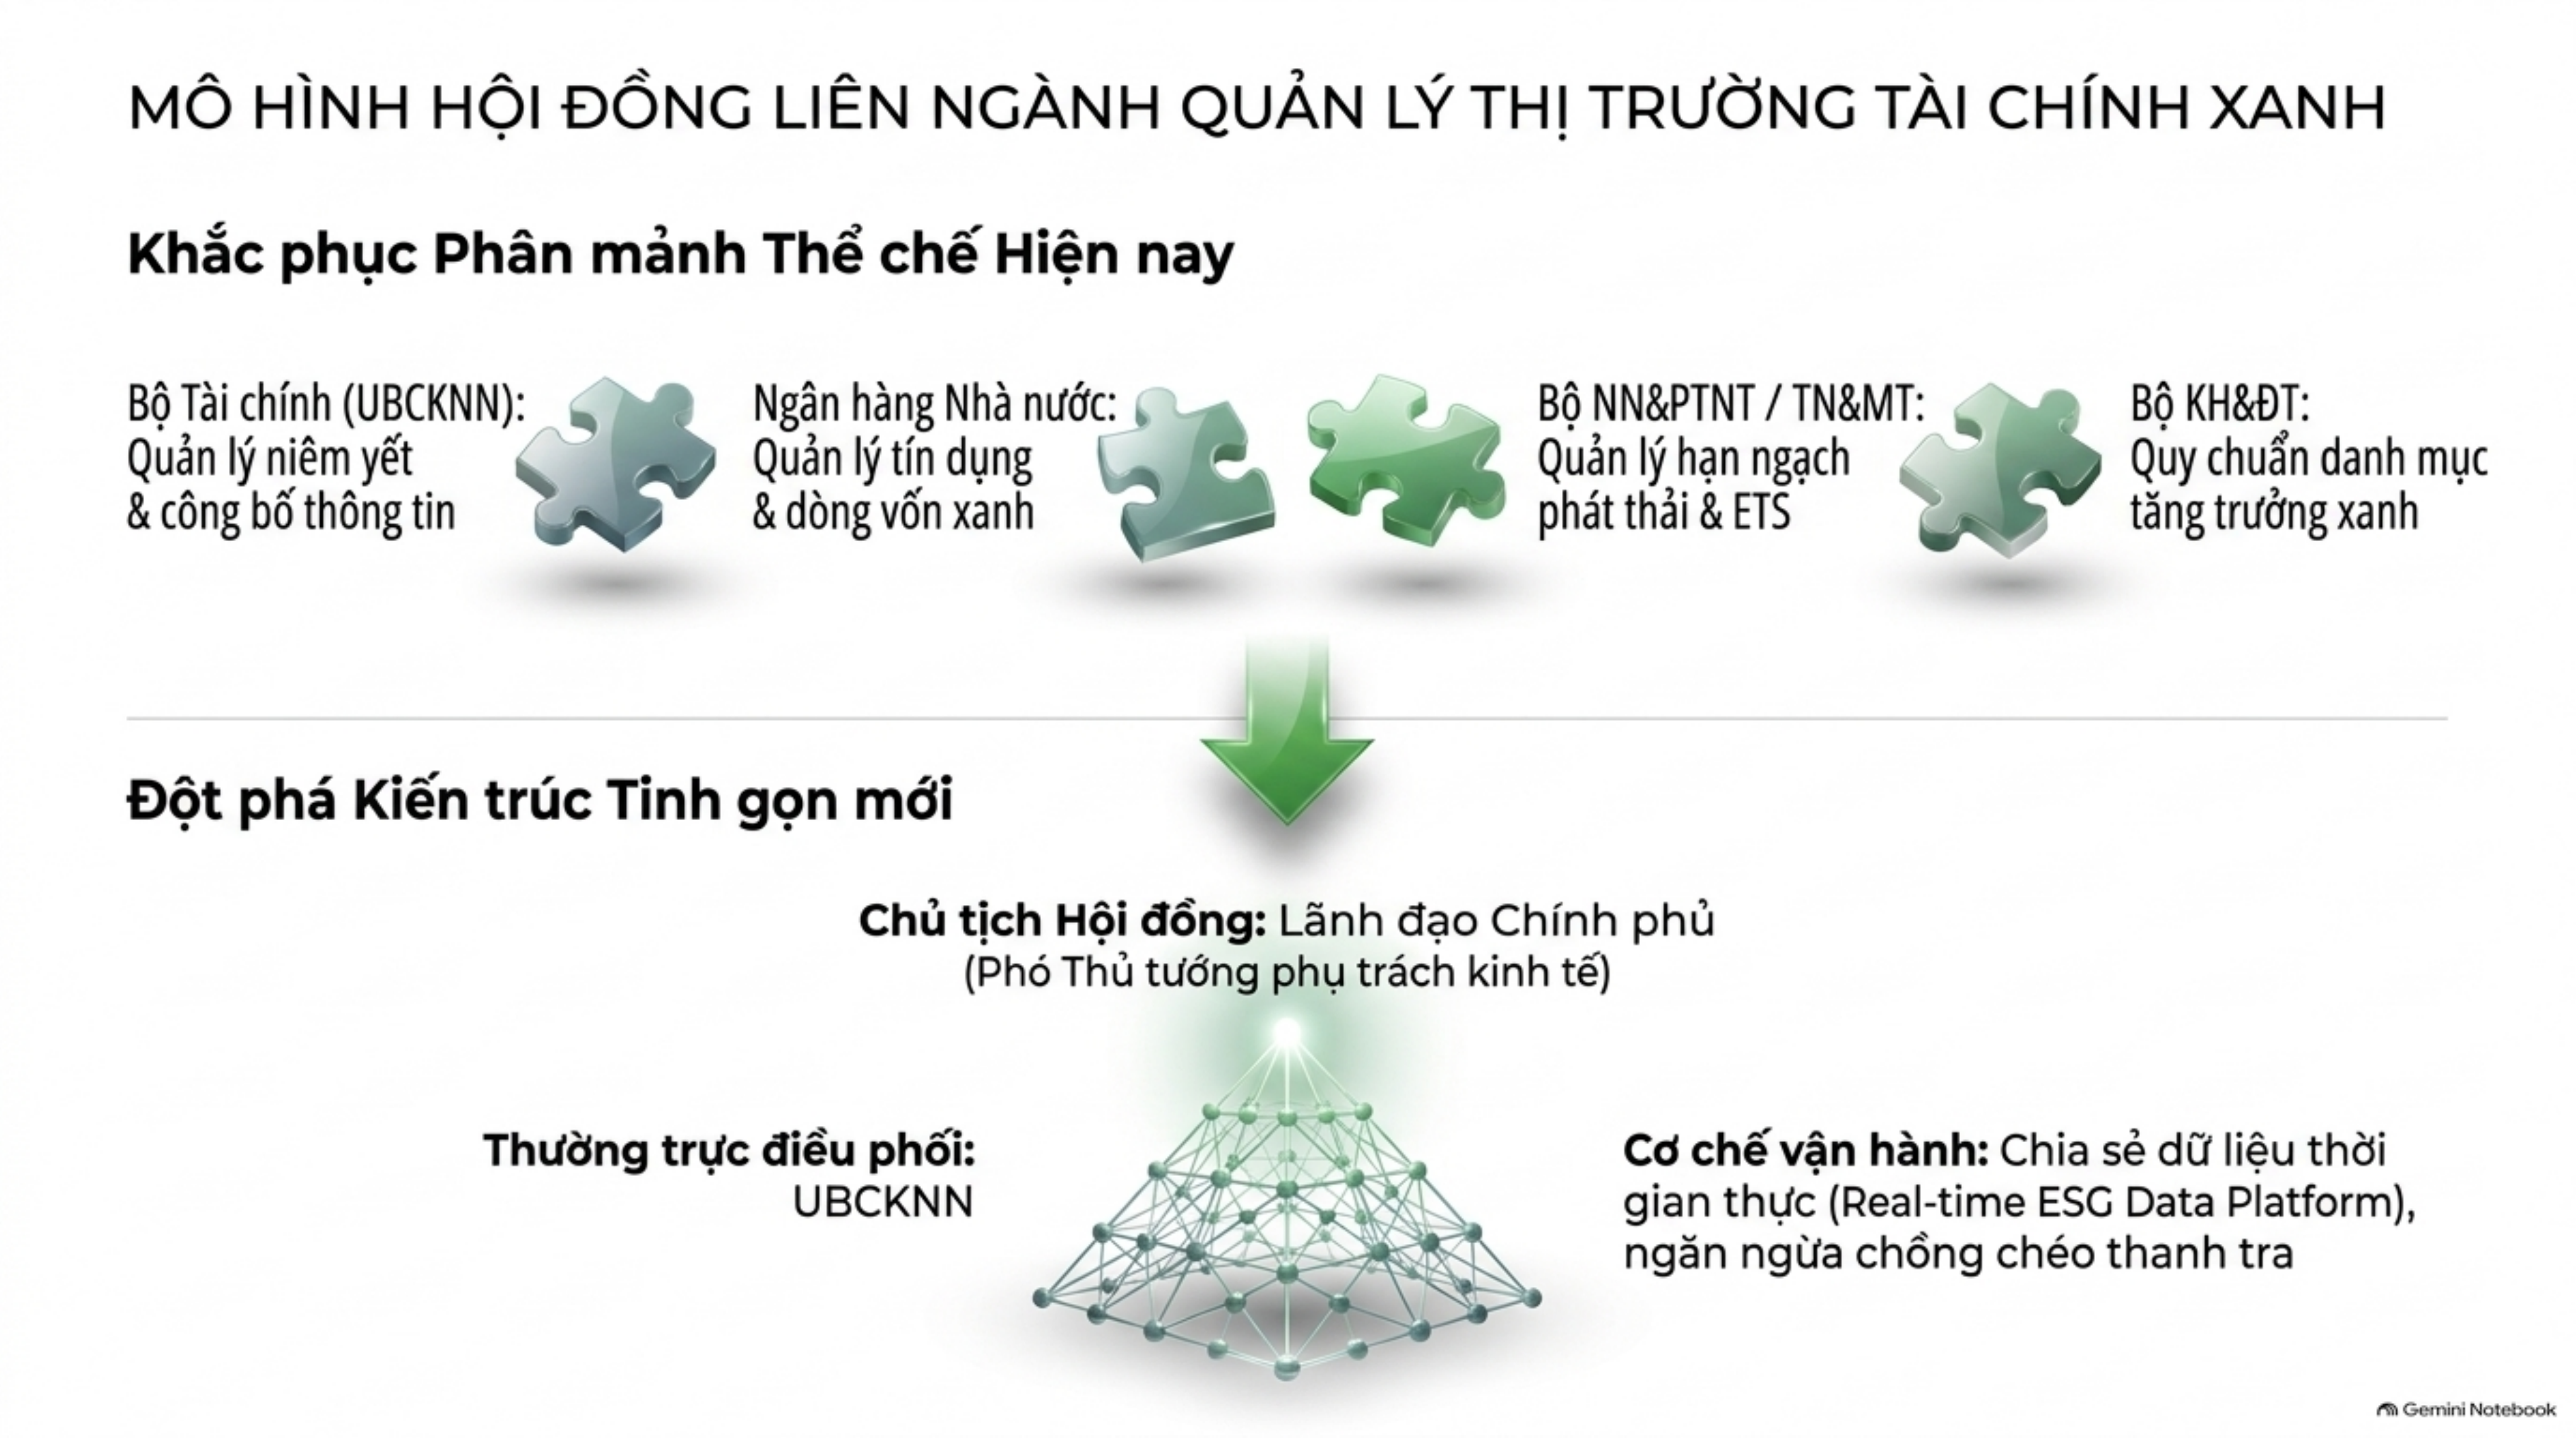 MÔ HÌNH HỘI ĐỒNG LIÊN NGÀNH QUẢN LÝ THỊ TRƯỜNG TÀI CHÍNH XANH
Khắc phục Phân mảnh Thể chế Hiện nay
Bộ Tài chính (UBCKNN):
Quản lý niêm yết
& công bố thông tin
Ngân hàng Nhà nước:
Quản lý tín dụng
& dòng vốn xanh
Bộ NN&PTNT / TN&MT:
Quản lý hạn ngạch
phát thải & ETS
Bộ KH&ĐT:
Quy chuẩn danh mục
tăng trưởng xanh
Đột phá Kiến trúc Tinh gọn mới
Chủ tịch Hội đồng: Lãnh đạo Chính phủ
(Phó Thủ tướng phụ trách kinh tế)
Thường trực điều phối:
UBCKNN
Cơ chế vận hành: Chia sẻ dữ liệu thời
gian thực (Real-time ESG Data Platform),
ngăn ngừa chồng chéo thanh tra
Gemini Notebook